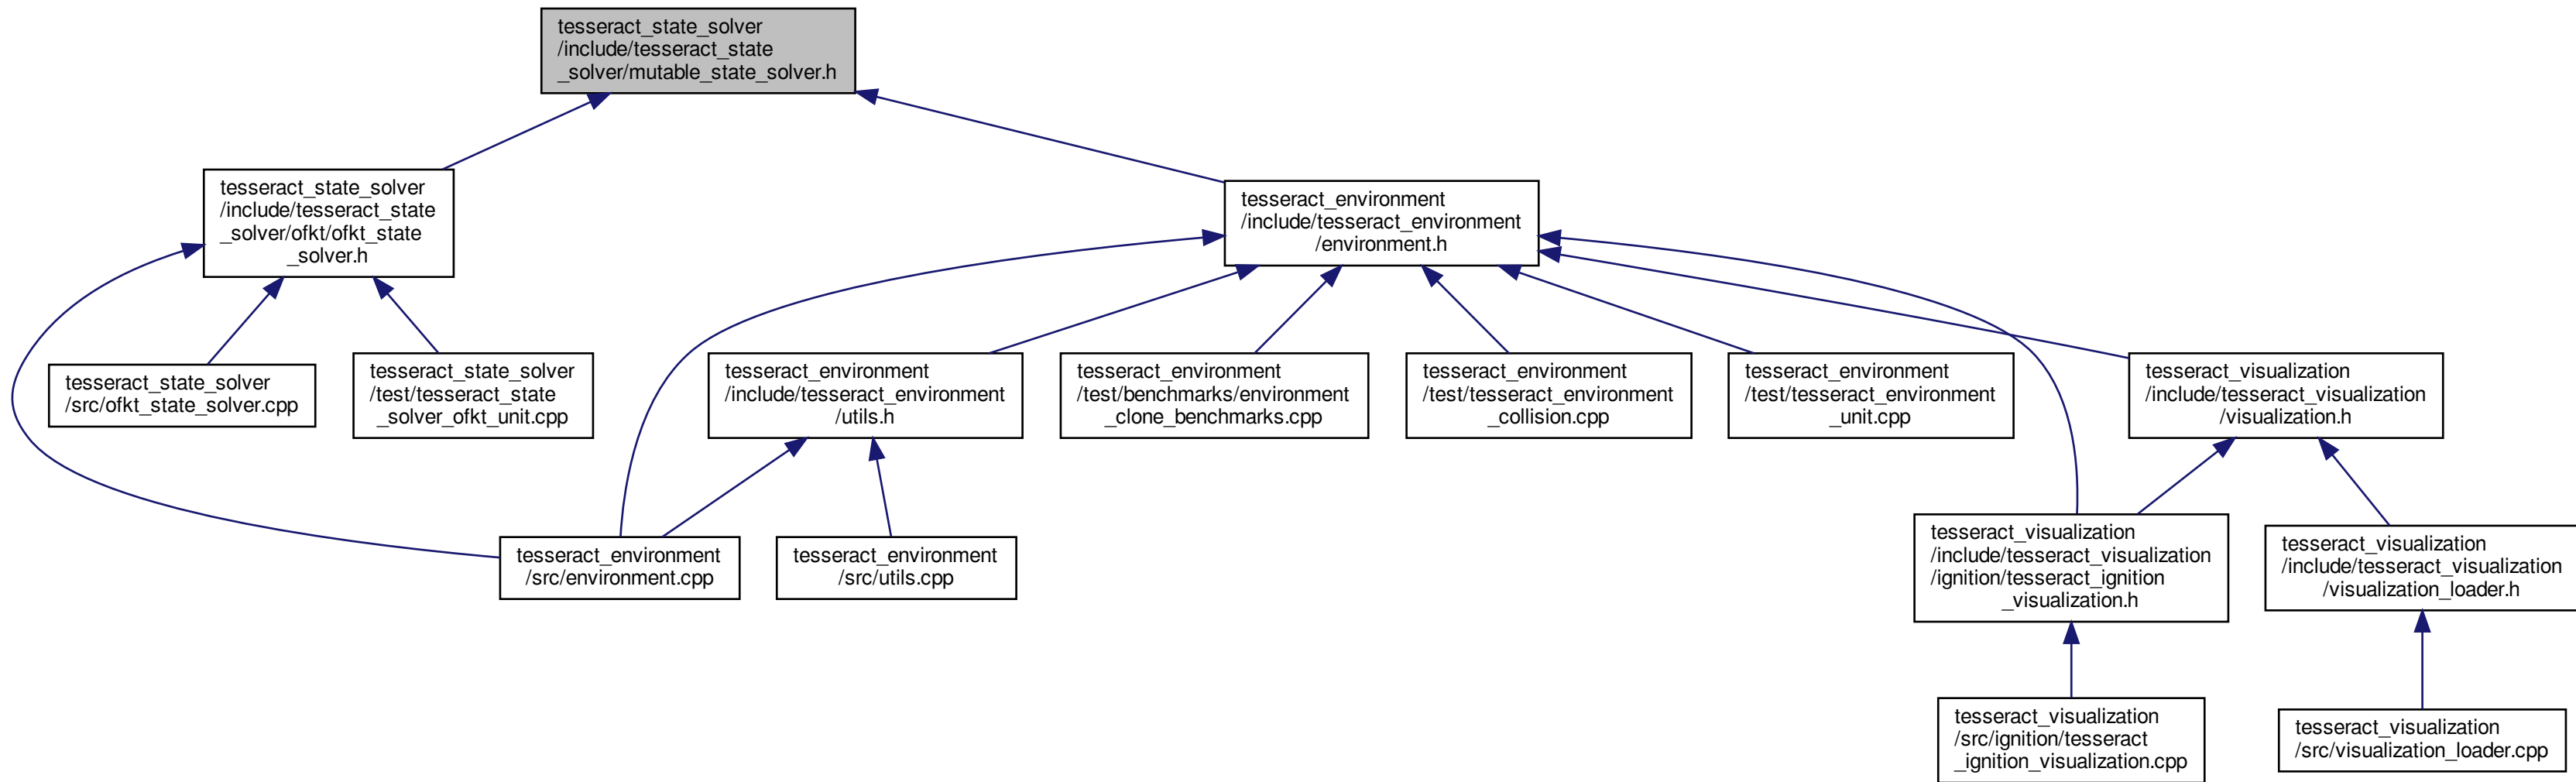 tesseract_state_solver
/include/tesseract_state
_solver/mutable_state_solver.h
tesseract_state_solver
/include/tesseract_state
_solver/ofkt/ofkt_state
_solver.h
tesseract_environment
/include/tesseract_environment
/environment.h
tesseract_state_solver
/src/ofkt_state_solver.cpp
tesseract_state_solver
/test/tesseract_state
_solver_ofkt_unit.cpp
tesseract_environment
/include/tesseract_environment
/utils.h
tesseract_environment
/test/benchmarks/environment
_clone_benchmarks.cpp
tesseract_environment
/test/tesseract_environment
_collision.cpp
tesseract_environment
/test/tesseract_environment
_unit.cpp
tesseract_visualization
/include/tesseract_visualization
/visualization.h
tesseract_environment
/src/environment.cpp
tesseract_environment
/src/utils.cpp
tesseract_visualization
/include/tesseract_visualization
/ignition/tesseract_ignition
_visualization.h
tesseract_visualization
/include/tesseract_visualization
/visualization_loader.h
tesseract_visualization
/src/ignition/tesseract
_ignition_visualization.cpp
tesseract_visualization
/src/visualization_loader.cpp